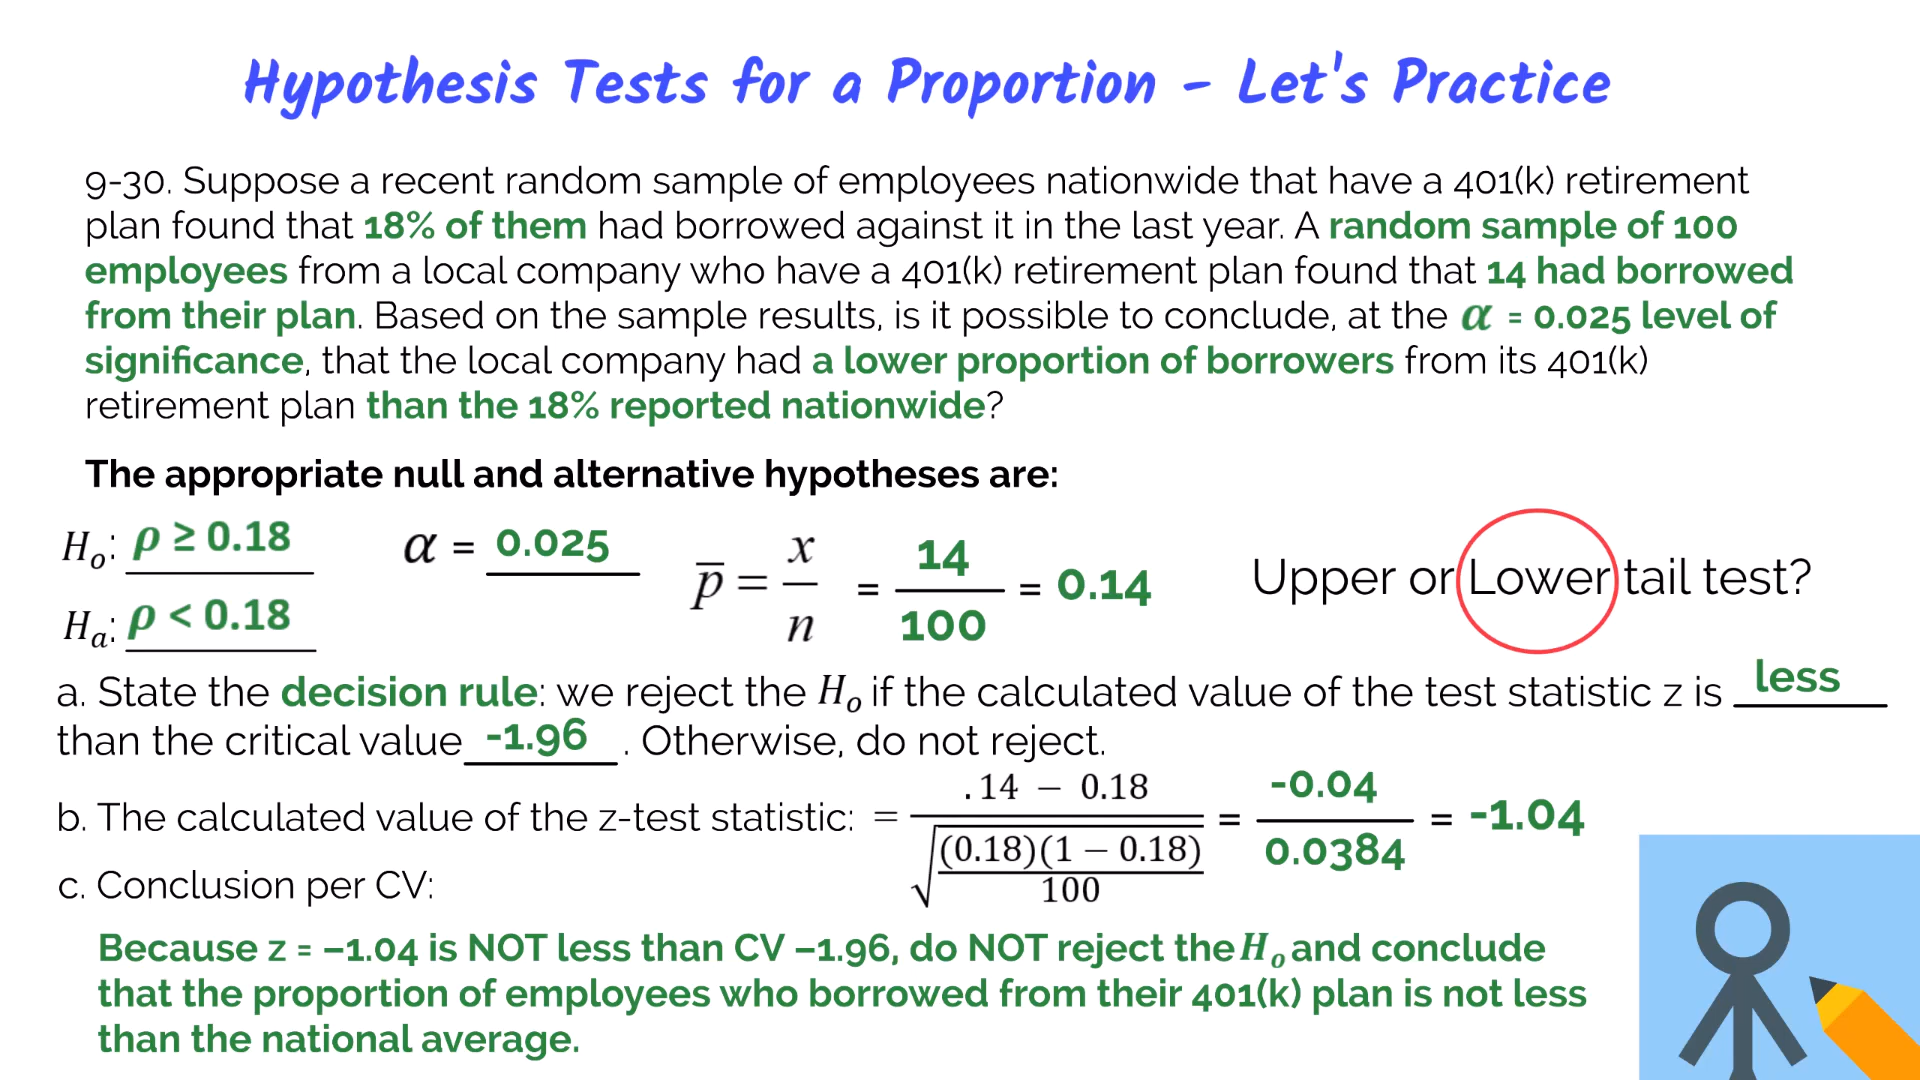 Hypothesis Tests for a Proportion - Let's Practice
9-30. Suppose a recent random sample of employees nationwide that have a 401(k) retirement
plan found that 18% of them had borrowed against it in the last year. A random sample of 100
employees from a local company who have a 401(k) retirement plan found that 14 had borrowed
from their plan. Based on the sample results, is it possible to conclude, at the α = 0.025 level of
significance, that the local company had a lower proportion of borrowers from its 401(k)
retirement plan than the 18% reported nationwide?
The appropriate null and alternative hypotheses are:
Hₒ: ρ ≥ 0.18
α = 0.025
p̅ = x/n = 14/100 = 0.14
Upper or Lower tail test?
Hₐ: ρ < 0.18
a. State the decision rule: we reject the Hₒ if the calculated value of the test statistic z is less
than the critical value -1.96 . Otherwise, do not reject.
b. The calculated value of the z-test statistic: = (.14 − 0.18)/√((0.18)(1 − 0.18)/100) = -0.04/0.0384 = -1.04
c. Conclusion per CV:
Because z = –1.04 is NOT less than CV –1.96, do NOT reject the Hₒ and conclude
that the proportion of employees who borrowed from their 401(k) plan is not less
than the national average.